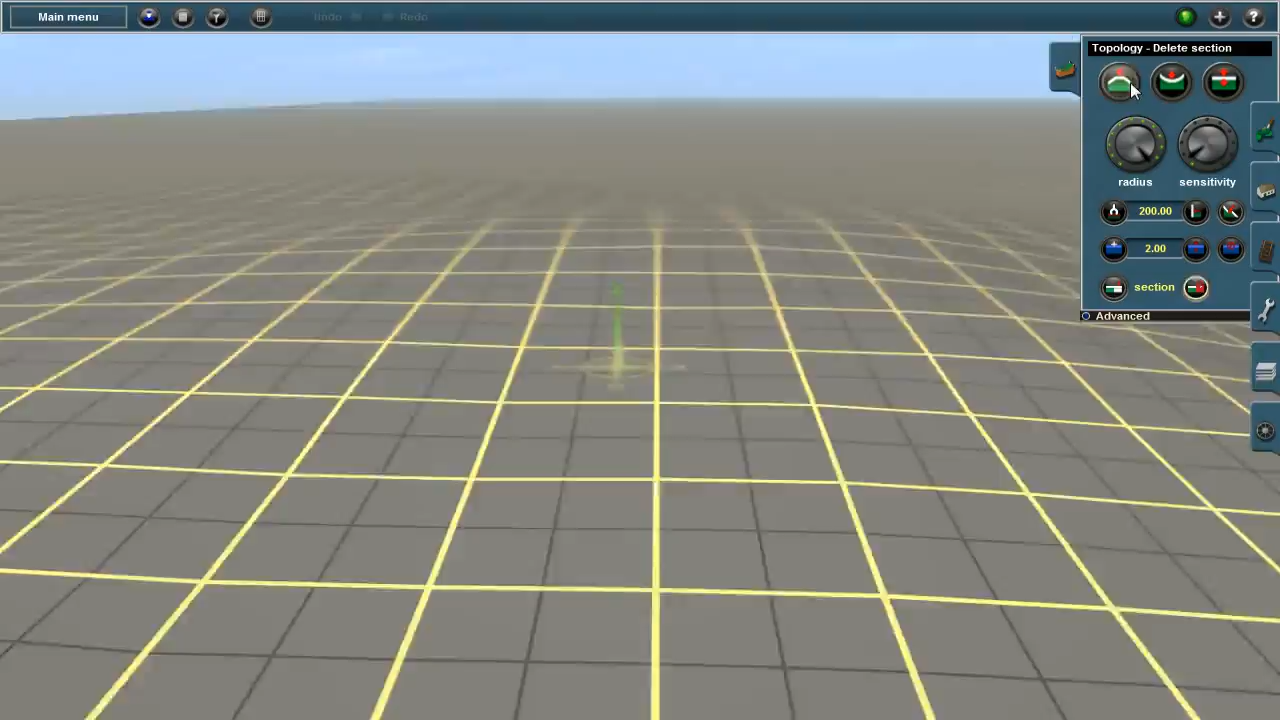 Main menu
Undo
Redo
?
Topology - Delete section
radius
sensitivity
200.00
2.00
section
Advanced